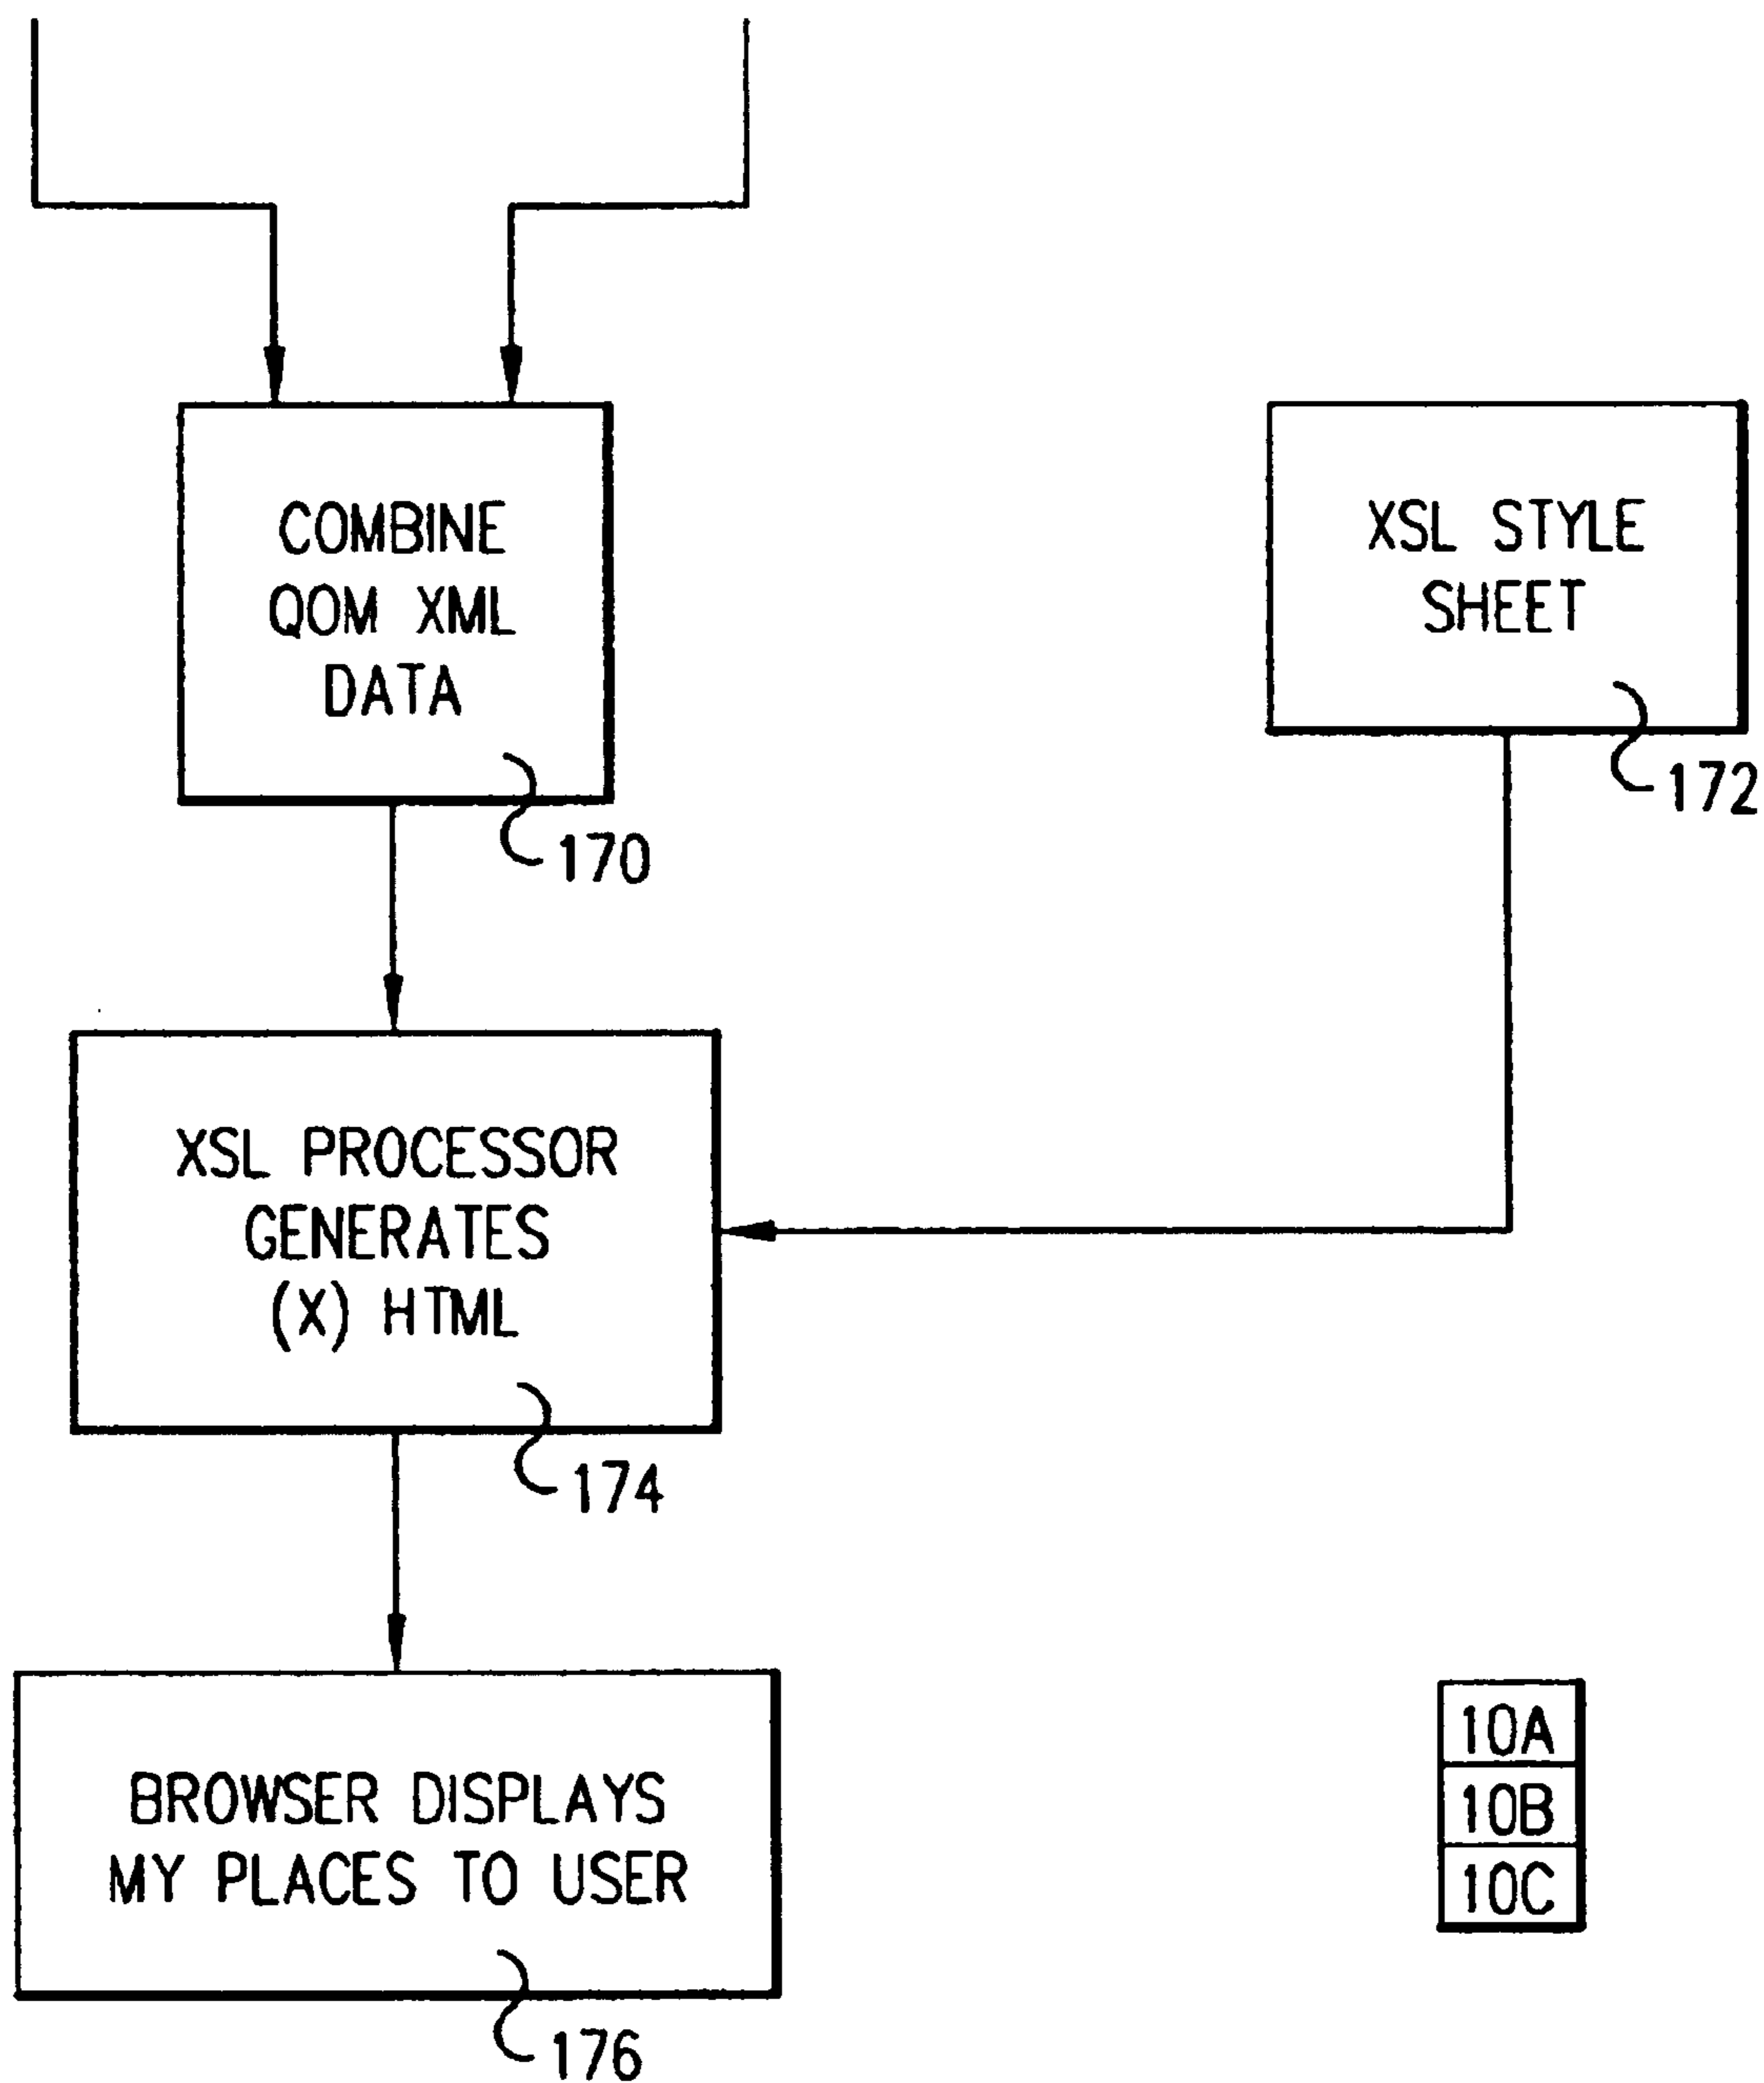 COMBINE
QOM XML
DATA
170
XSL STYLE
SHEET
172
XSL PROCESSOR
GENERATES
(X) HTML
174
BROWSER DISPLAYS
MY PLACES TO USER
176
10A
10B
10C